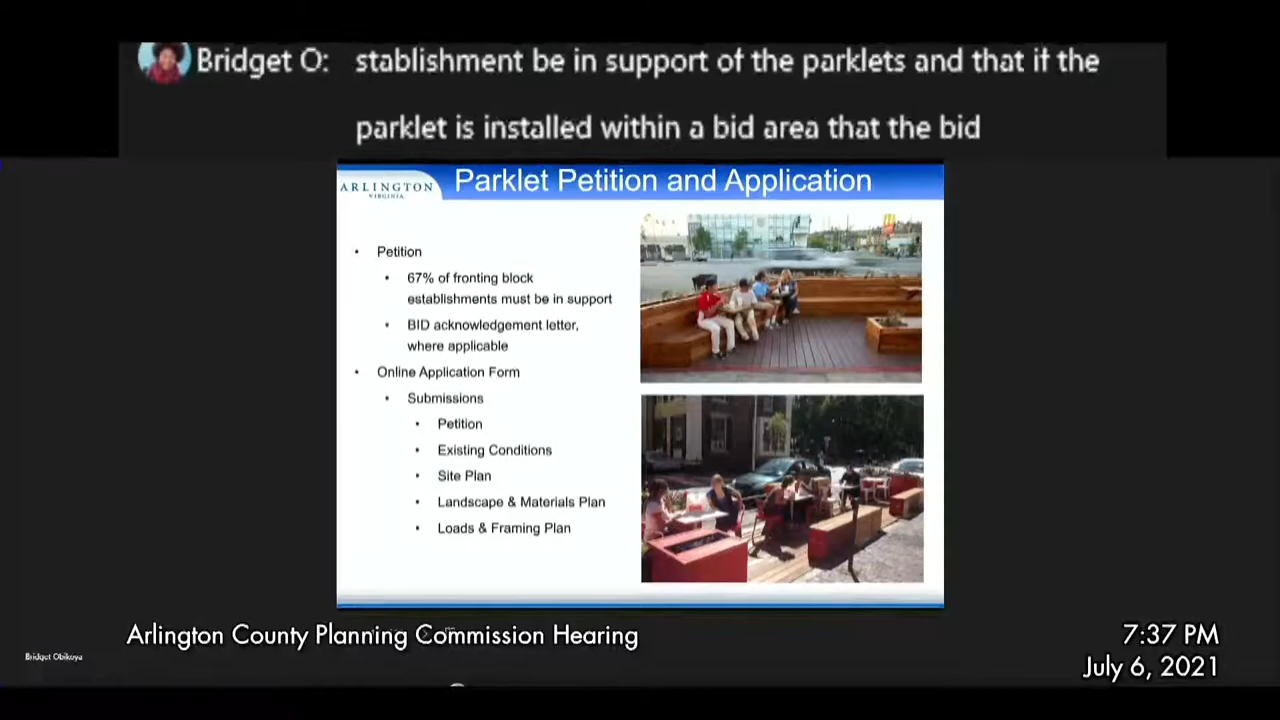 Bridget O: stablishment be in support of the parklets and that if the
parklet is installed within a bid area that the bid
ARLINGTON
VIRGINIA
Parklet Petition and Application
• Petition
• 67% of fronting block
establishments must be in support
• BID acknowledgement letter,
where applicable
• Online Application Form
• Submissions
• Petition
• Existing Conditions
• Site Plan
• Landscape & Materials Plan
• Loads & Framing Plan
Arlington County Planning Commission Hearing
7:37 PM
July 6, 2021
Bridget Obikoya